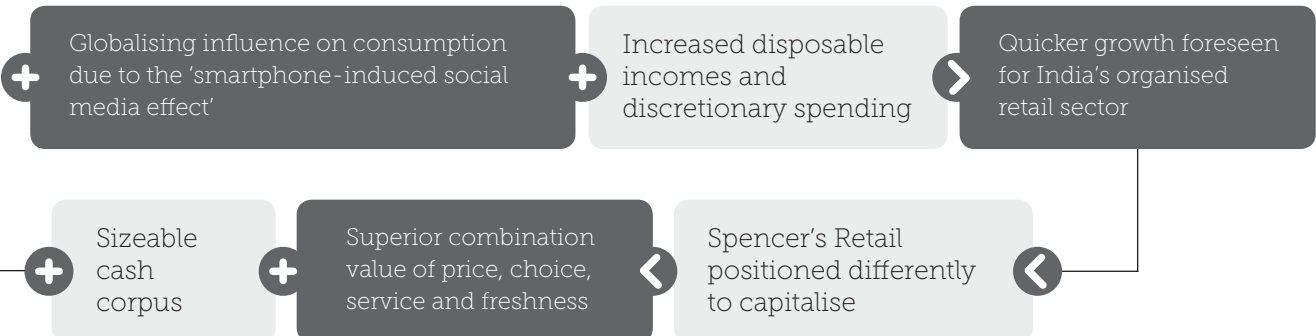 Globalising influence on consumption
due to the ‘smartphone-induced social
media effect’
Increased disposable
incomes and
discretionary spending
Quicker growth foreseen
for India’s organised
retail sector
Spencer’s Retail
positioned differently
to capitalise
Superior combination
value of price, choice,
service and freshness
Sizeable
cash
corpus